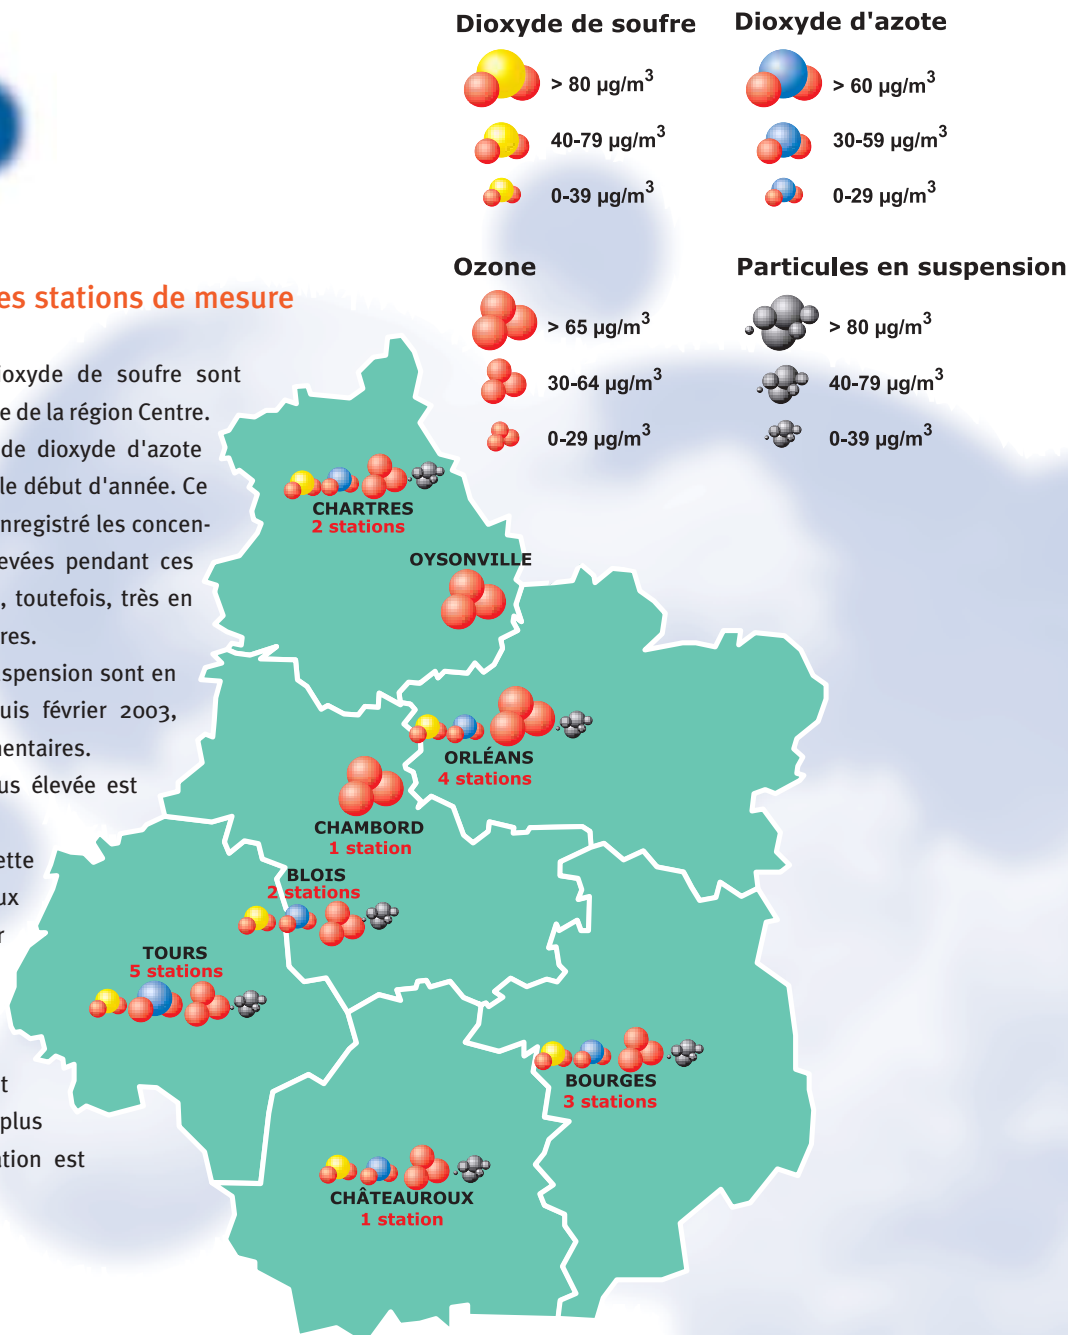 Dioxyde de soufre
> 80 µg/m³
40-79 µg/m³
0-39 µg/m³
Dioxyde d'azote
> 60 µg/m³
30-59 µg/m³
0-29 µg/m³
Ozone
> 65 µg/m³
30-64 µg/m³
0-29 µg/m³
Particules en suspension
> 80 µg/m³
40-79 µg/m³
0-39 µg/m³
es stations de mesure
ioxyde de soufre sont
e de la région Centre.
de dioxyde d'azote
le début d'année. Ce
nregistré les concen-
evées pendant ces
, toutefois, très en
res.
spension sont en
uis février 2003,
nentaires.
us élevée est
ette
ux
r
t
plus
ation est
CHARTRES
2 stations
OYSONVILLE
ORLÉANS
4 stations
CHAMBORD
1 station
BLOIS
2 stations
TOURS
5 stations
BOURGES
3 stations
CHÂTEAUROUX
1 station